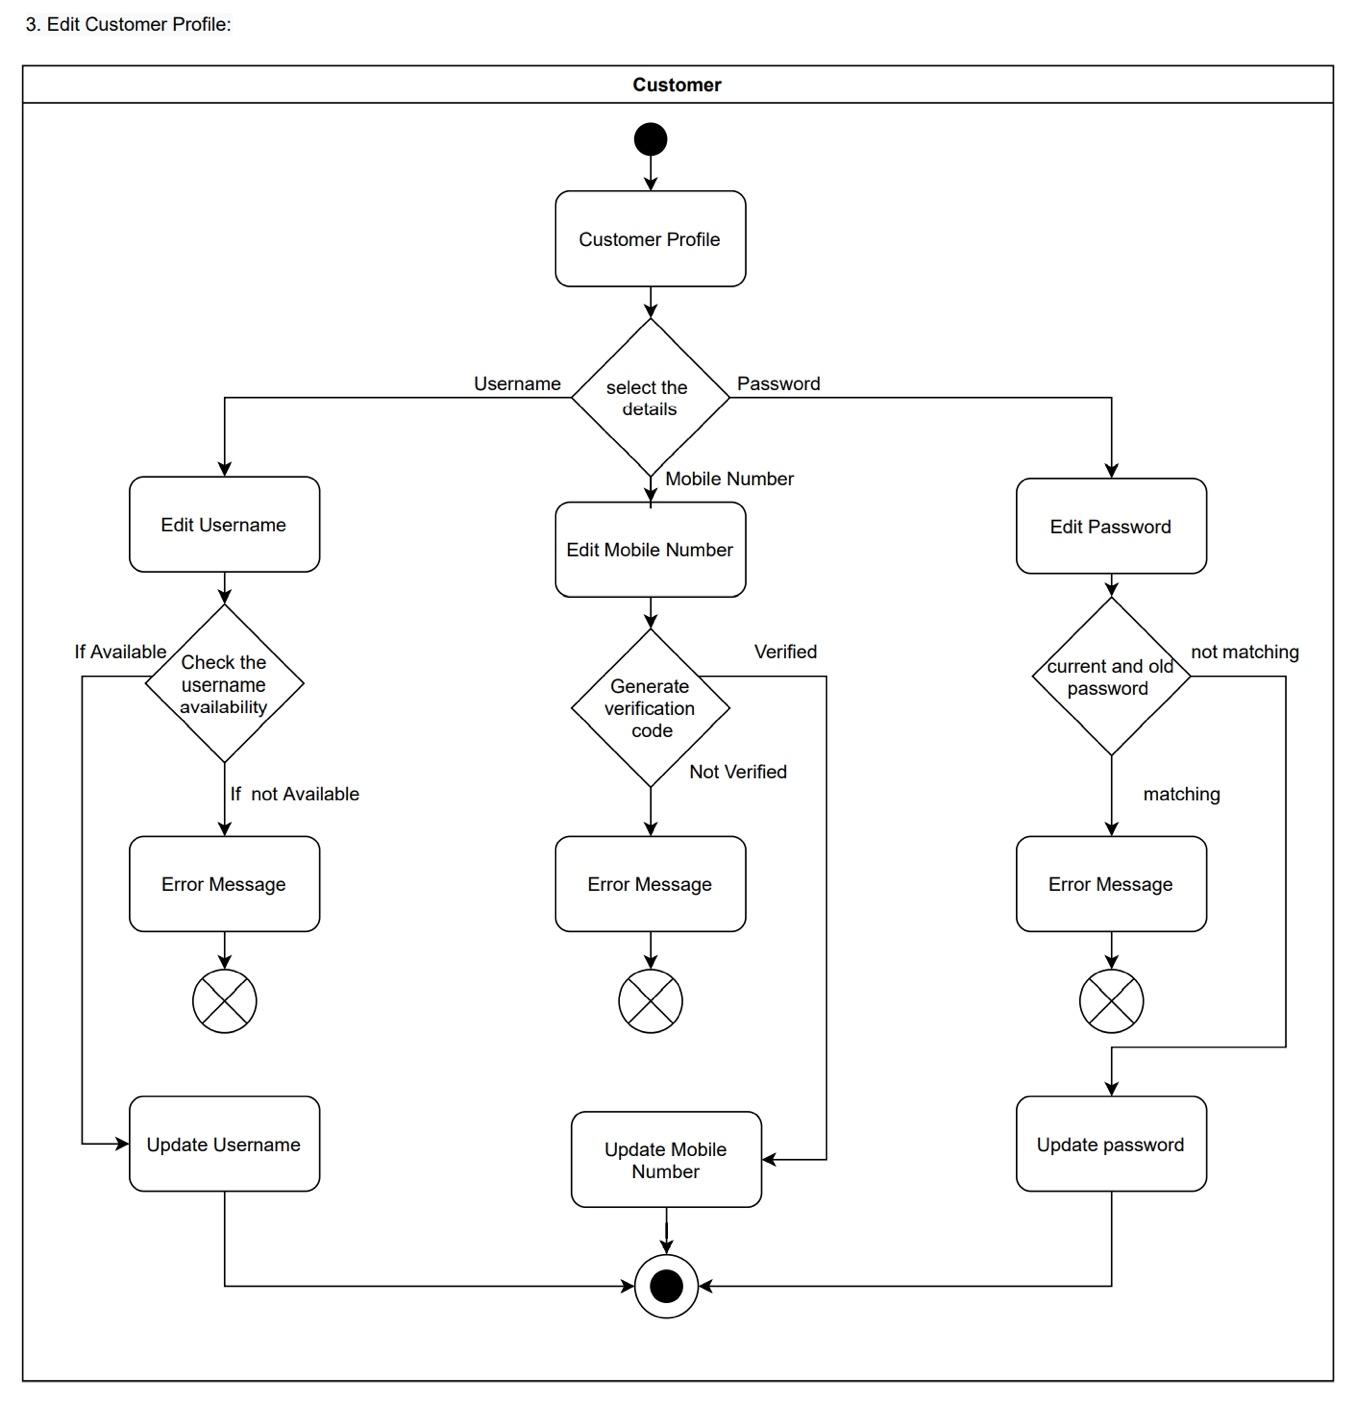 3. Edit Customer Profile:
Customer
Customer Profile
Username
select the
details
Password
Mobile Number
Edit Username
Edit Mobile Number
Edit Password
If Available
Check the
username
availability
Generate
verification
code
Verified
current and old
password
not matching
If  not Available
Not Verified
matching
Error Message
Error Message
Error Message
Update Username
Update Mobile
Number
Update password